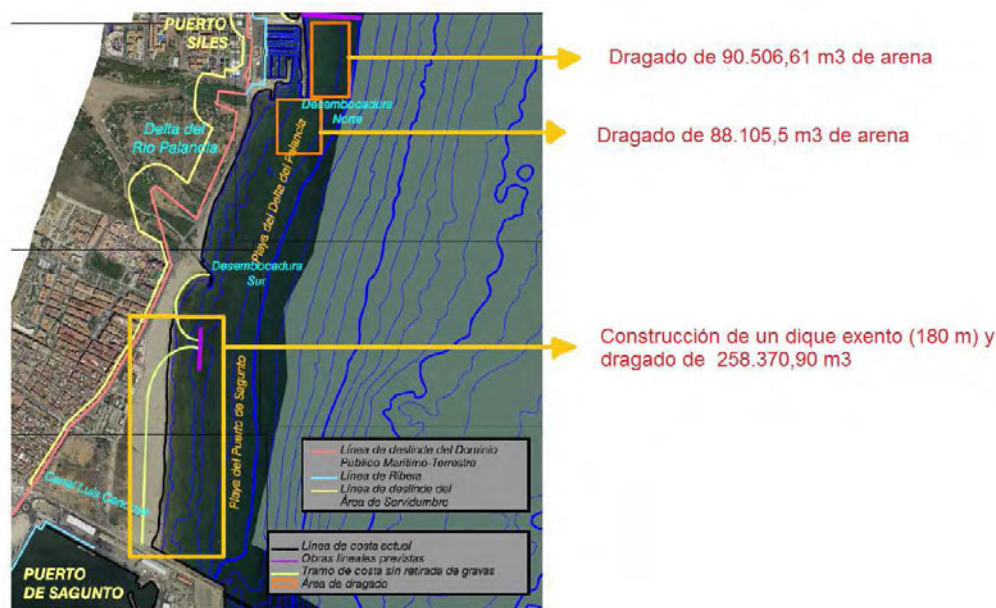 PUERTO
SILES
Dragado de 90.506,61 m3 de arena
Desembocadura
Norte
Delta del
Rio Palancia
Dragado de 88.105,5 m3 de arena
Playa del Delta del Palancia
Desembocadura
Sur
Construcción de un dique exento (180 m) y
dragado de 258.370,90 m3
Playa del Puerto de Sagunto
Línea de deslinde del Dominio
Público Marítimo-Terrestre
Línea de Ribera
Línea de deslinde del
Área de Servidumbre
Canal Luis
Línea de costa actual
Obras lineales previstas
Tramo de costa sin retirada de gravas
Área de dragado
PUERTO
DE SAGUNTO